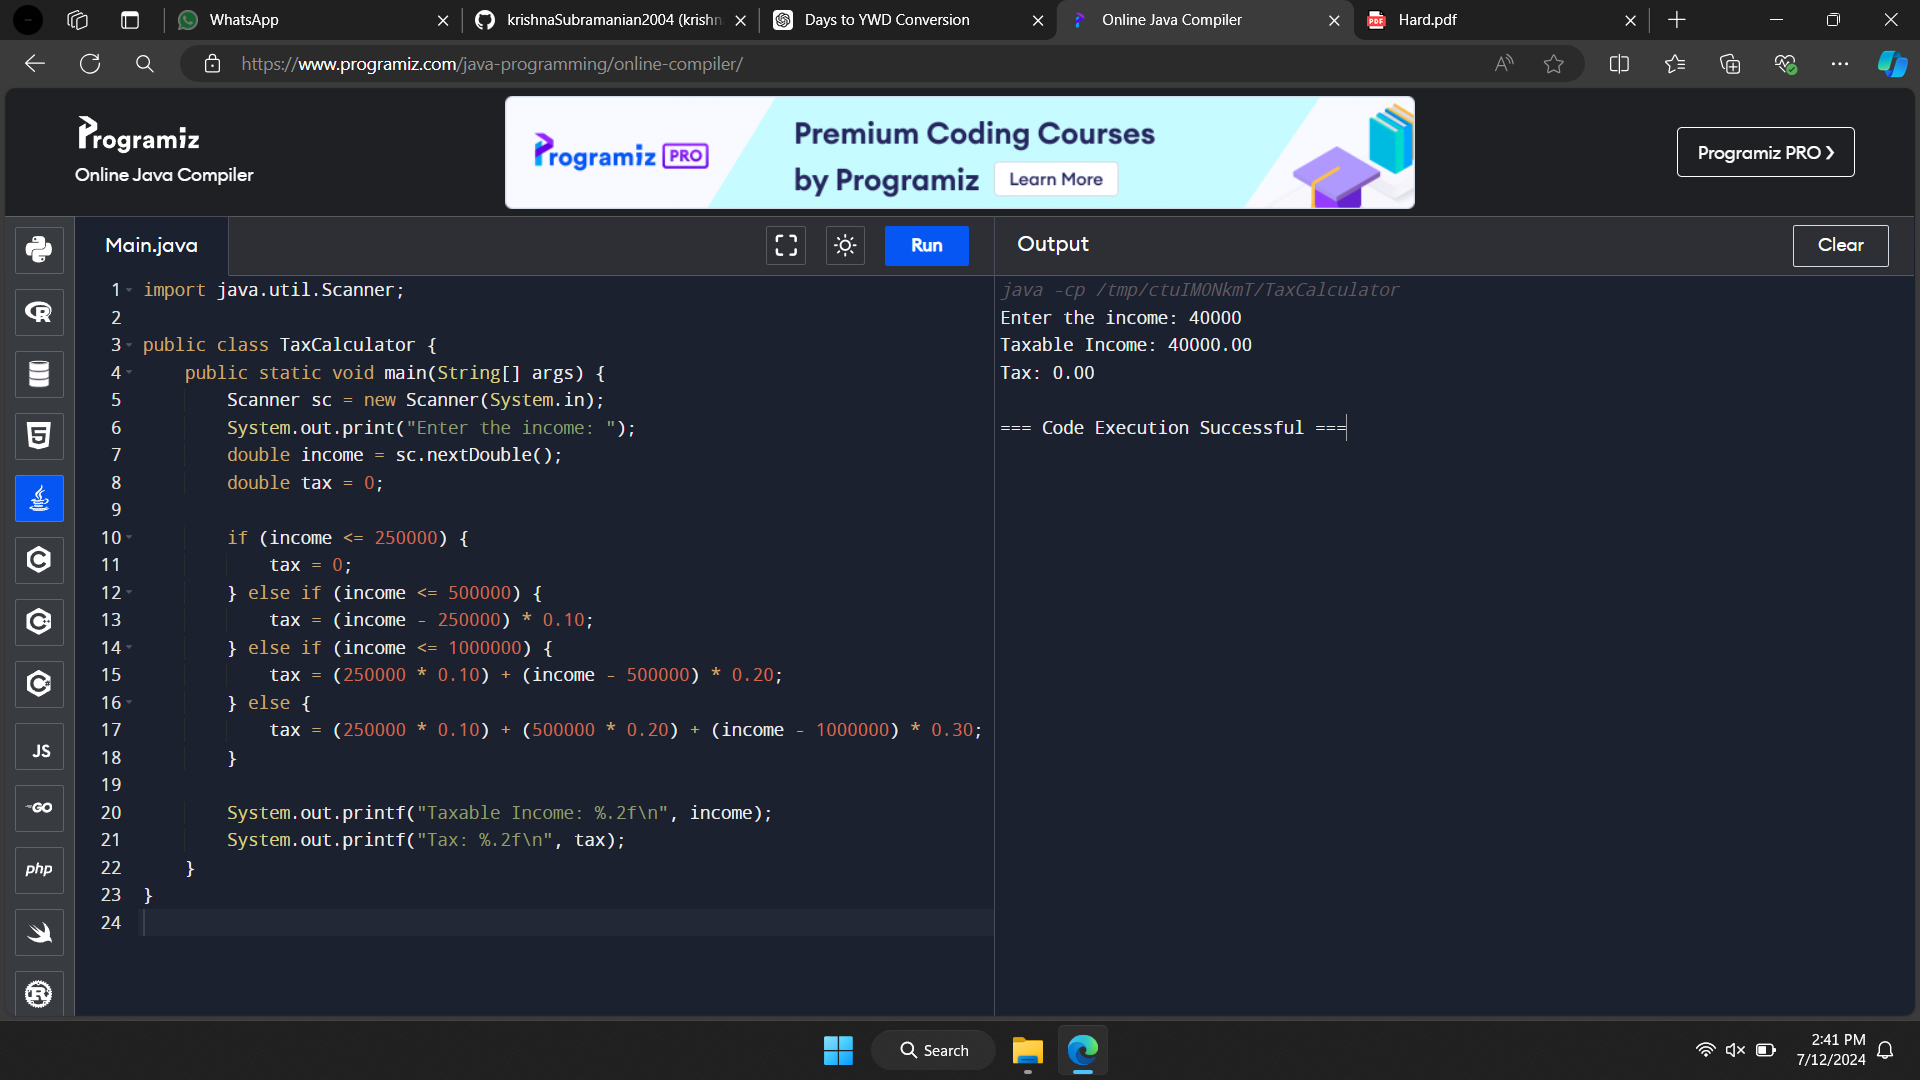 WhatsApp
krishnaSubramanian2004 (krishn
Days to YWD Conversion
Online Java Compiler
PDF
Hard.pdf
https://www.programiz.com/java-programming/online-compiler/
Programiz
Online Java Compiler
Programiz PRO
Premium Coding Courses
by Programiz
Learn More
Programiz PRO ❯
Main.java
Run
Output
Clear
1 import java.util.Scanner;
2
3 public class TaxCalculator {
4 public static void main(String[] args) {
5 Scanner sc = new Scanner(System.in);
6 System.out.print("Enter the income: ");
7 double income = sc.nextDouble();
8 double tax = 0;
9
10 if (income <= 250000) {
11 tax = 0;
12 } else if (income <= 500000) {
13 tax = (income - 250000) * 0.10;
14 } else if (income <= 1000000) {
15 tax = (250000 * 0.10) + (income - 500000) * 0.20;
16 } else {
17 tax = (250000 * 0.10) + (500000 * 0.20) + (income - 1000000) * 0.30;
18 }
19
20 System.out.printf("Taxable Income: %.2f\n", income);
21 System.out.printf("Tax: %.2f\n", tax);
22 }
23 }
24
java -cp /tmp/ctuIMONkmT/TaxCalculator
Enter the income: 40000
Taxable Income: 40000.00
Tax: 0.00
=== Code Execution Successful ===
R
5
C
C
C
JS
GO
php
R
Search
2:41 PM
7/12/2024